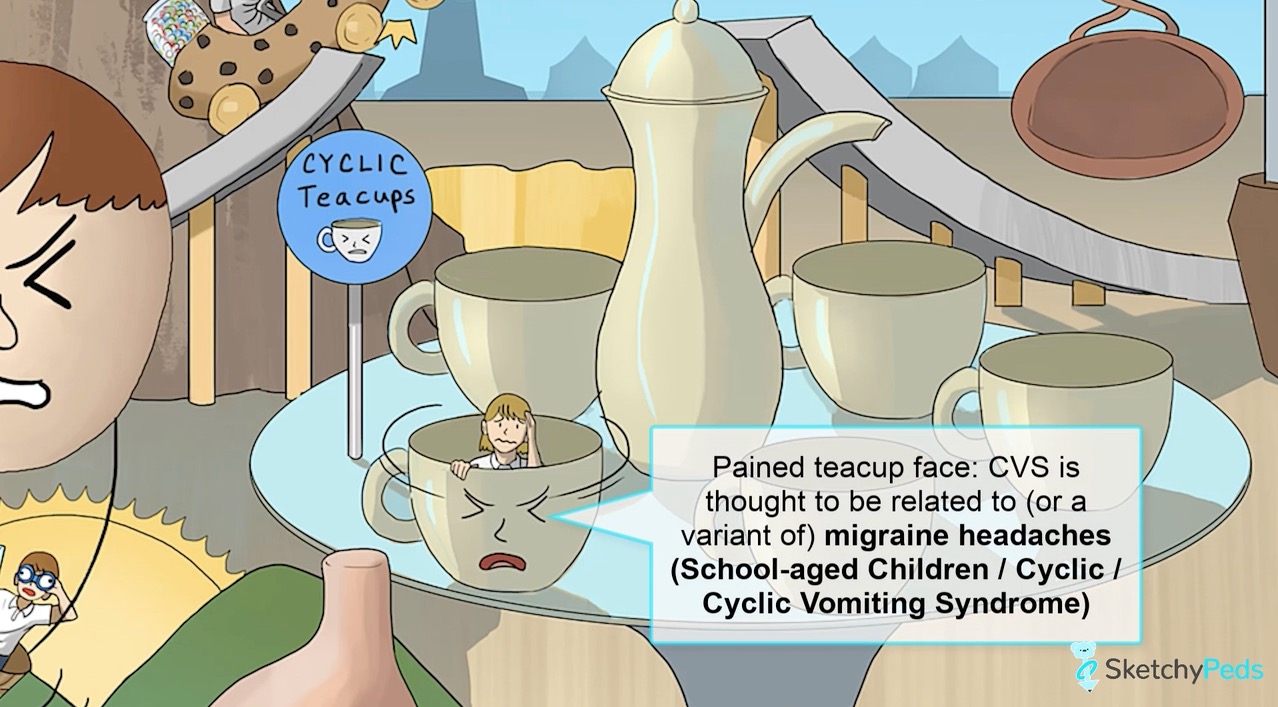 CYCLIC
Teacups
Pained teacup face: CVS is
thought to be related to (or a
variant of) migraine headaches
(School-aged Children / Cyclic /
Cyclic Vomiting Syndrome)
SketchyPeds